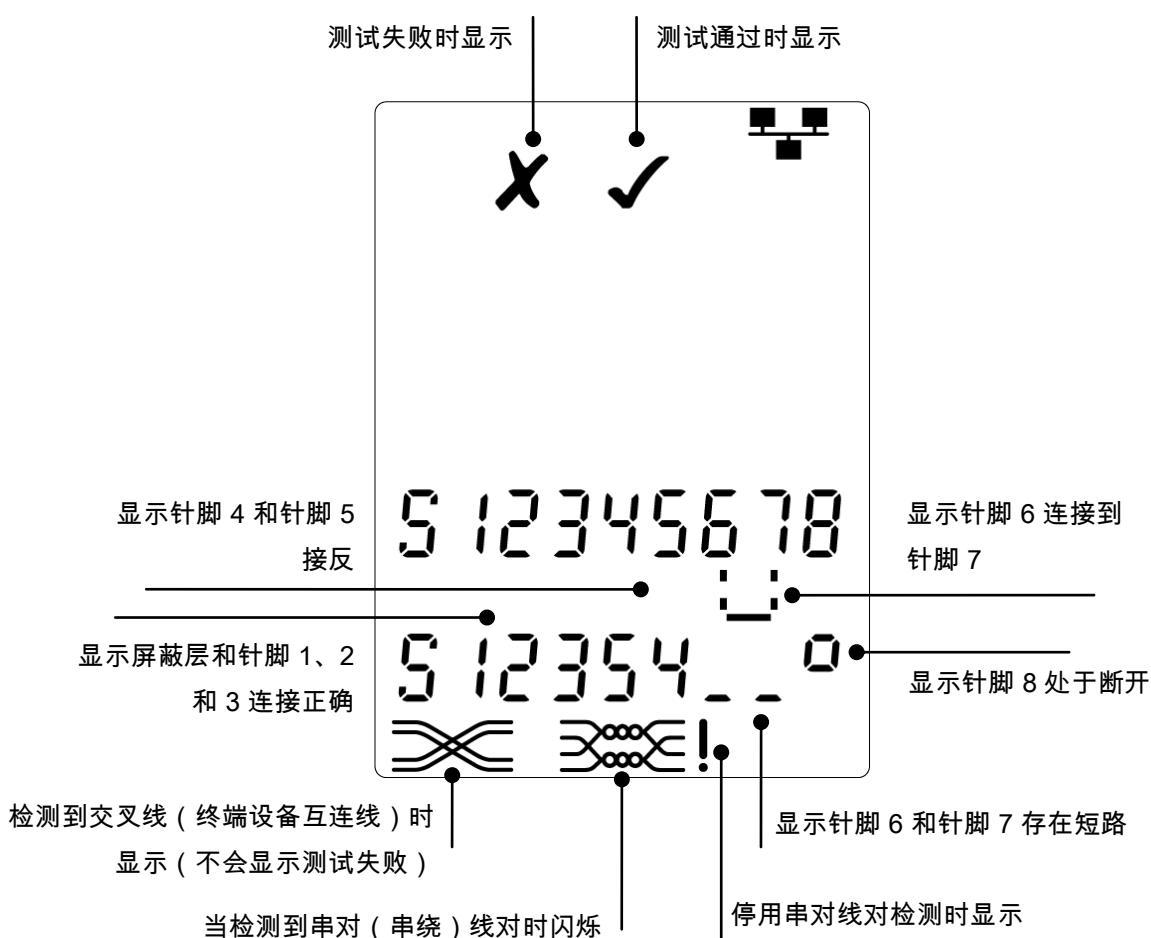 测试失败时显示
测试通过时显示
显示针脚 4 和针脚 5
接反
S12345678
显示针脚 6 连接到
针脚 7
显示屏蔽层和针脚 1、2
和 3 连接正确
S12354_ _ o
显示针脚 8 处于断开
检测到交叉线（终端设备互连线）时
显示（不会显示测试失败）
!
显示针脚 6 和针脚 7 存在短路
当检测到串对（串绕）线对时闪烁
停用串对线对检测时显示